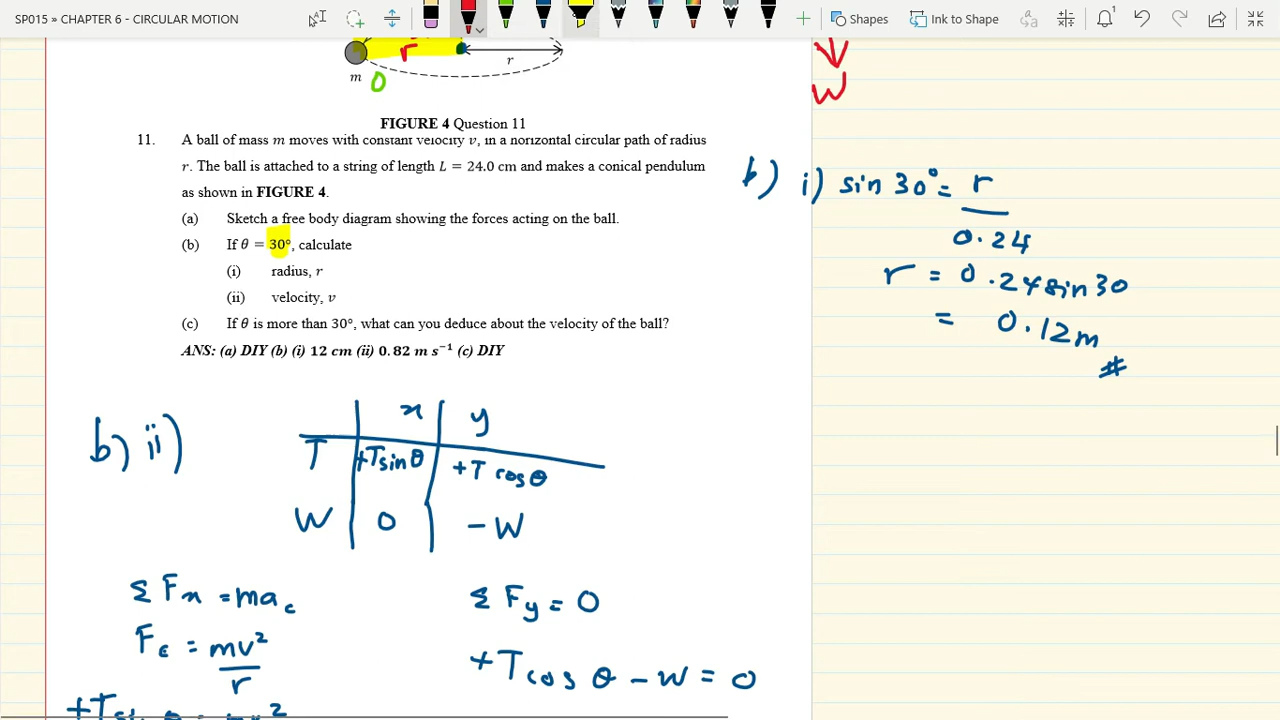 SP015 » CHAPTER 6 - CIRCULAR MOTION
Shapes
Ink to Shape
r
r
m
0
W
FIGURE 4 Question 11
11. A ball of mass m moves with constant velocity v, in a horizontal circular path of radius
r. The ball is attached to a string of length L = 24.0 cm and makes a conical pendulum
as shown in FIGURE 4.
(a) Sketch a free body diagram showing the forces acting on the ball.
(b) If θ = 30°, calculate
(i) radius, r
(ii) velocity, v
(c) If θ is more than 30°, what can you deduce about the velocity of the ball?
ANS: (a) DIY (b) (i) 12 cm (ii) 0.82 m s⁻¹ (c) DIY
b) i) sin 30° = r
0.24
r = 0.24 sin 30
= 0.12m #
b) ii)
x y
T +T sin θ +T cos θ
W 0 -W
Σ Fx = mac
Fc = mv²
r
Σ Fy = 0
+T cos θ - W = 0
+T sin θ = mv²